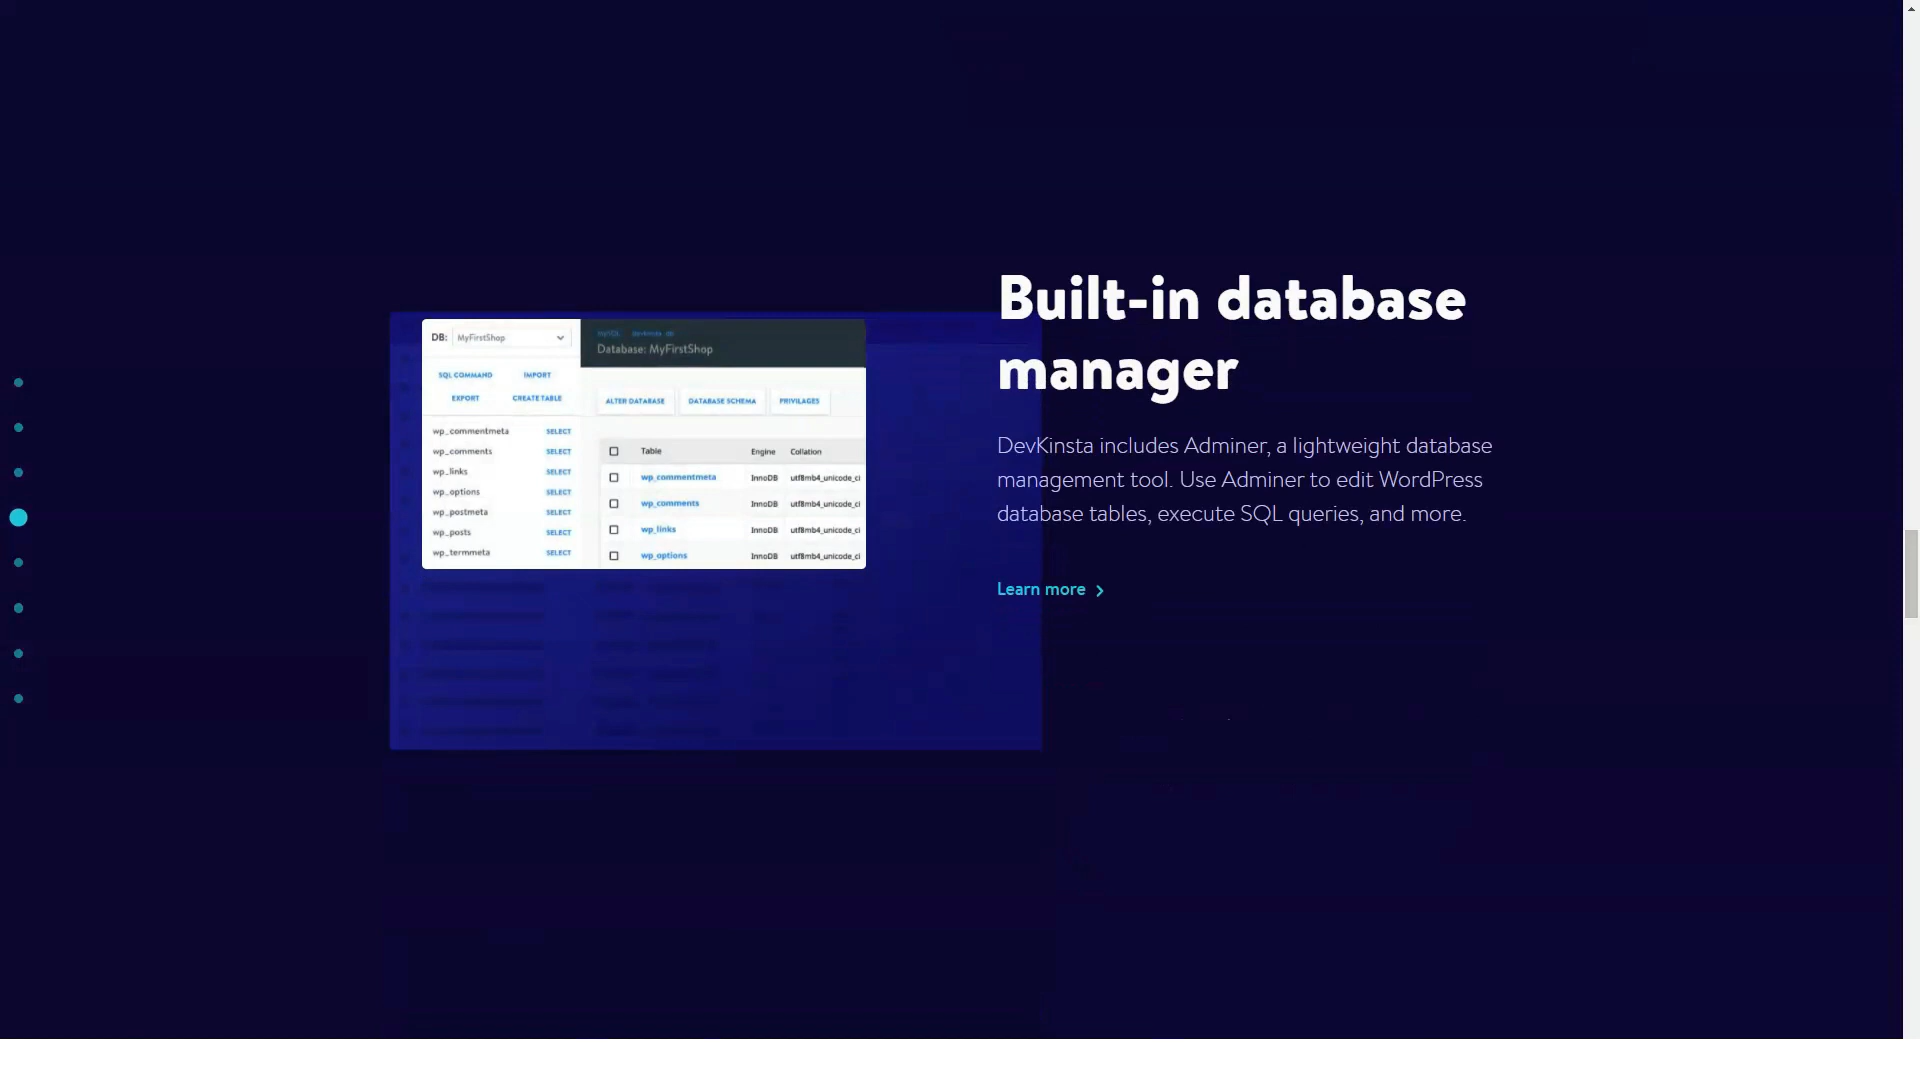 Built-in database
manager
DevKinsta includes Adminer, a lightweight database
management tool. Use Adminer to edit WordPress
database tables, execute SQL queries, and more.
Learn more
DB: MyFirstShop
SQL COMMAND IMPORT
EXPORT CREATE TABLE
wp_commentmeta SELECT
wp_comments SELECT
wp_links SELECT
wp_options SELECT
wp_postmeta SELECT
wp_posts SELECT
wp_termmeta SELECT
MySQL devkinsta_db
Database: MyFirstShop
ALTER DATABASE DATABASE SCHEMA PRIVILAGES
Table Engine Collation
wp_commentmeta InnoDB utf8mb4_unicode_ci
wp_comments InnoDB utf8mb4_unicode_ci
wp_links InnoDB utf8mb4_unicode_ci
wp_options InnoDB utf8mb4_unicode_ci